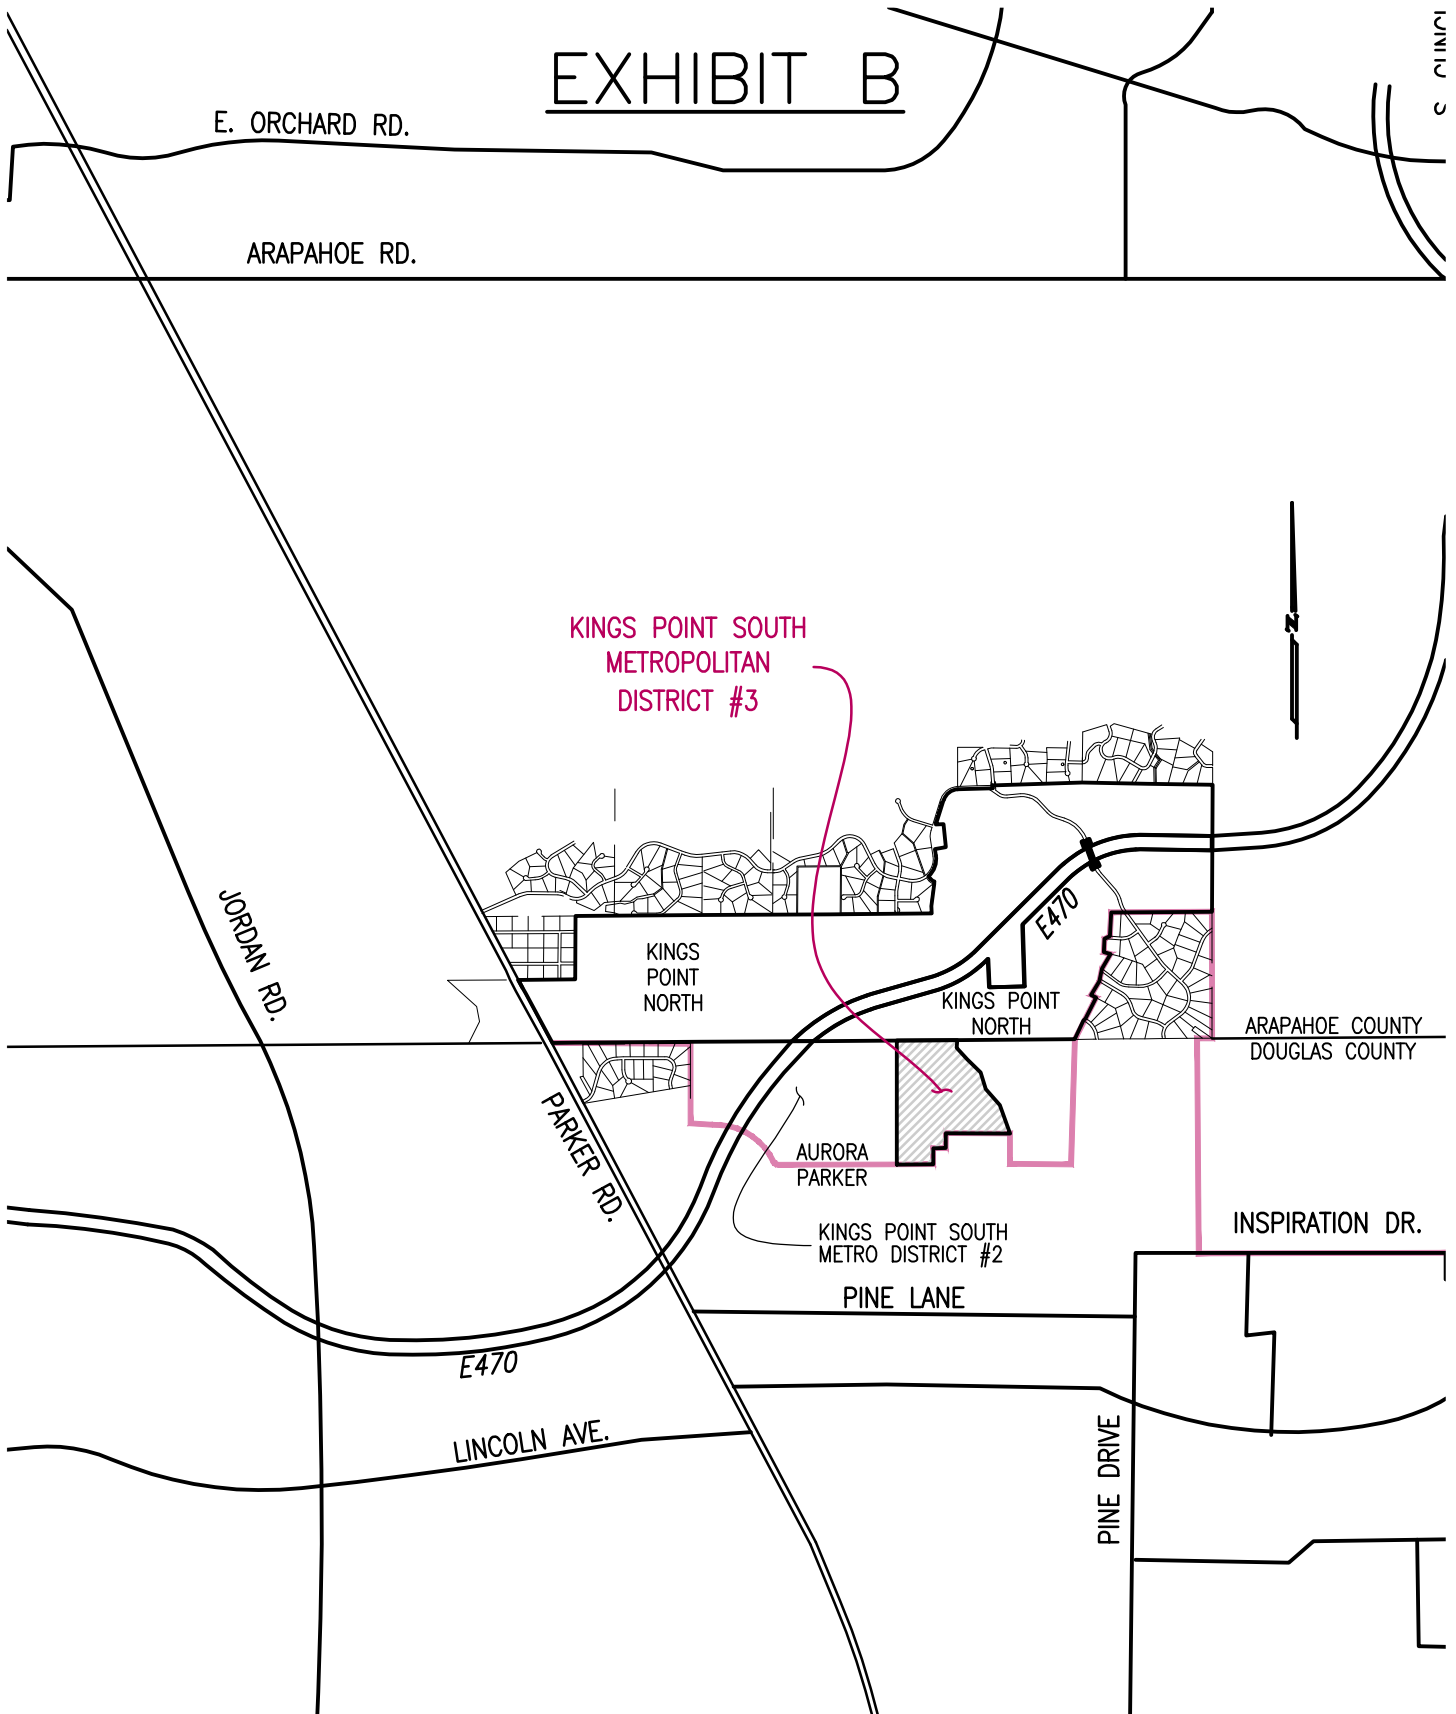 EXHIBIT B
E. ORCHARD RD.
ARAPAHOE RD.
N
KINGS POINT SOUTH
METROPOLITAN
DISTRICT #3
JORDAN RD.
E470
KINGS
POINT
NORTH
KINGS POINT
NORTH
ARAPAHOE COUNTY
DOUGLAS COUNTY
PARKER RD.
AURORA
PARKER
KINGS POINT SOUTH
METRO DISTRICT #2
INSPIRATION DR.
PINE LANE
E470
LINCOLN AVE.
PINE DRIVE